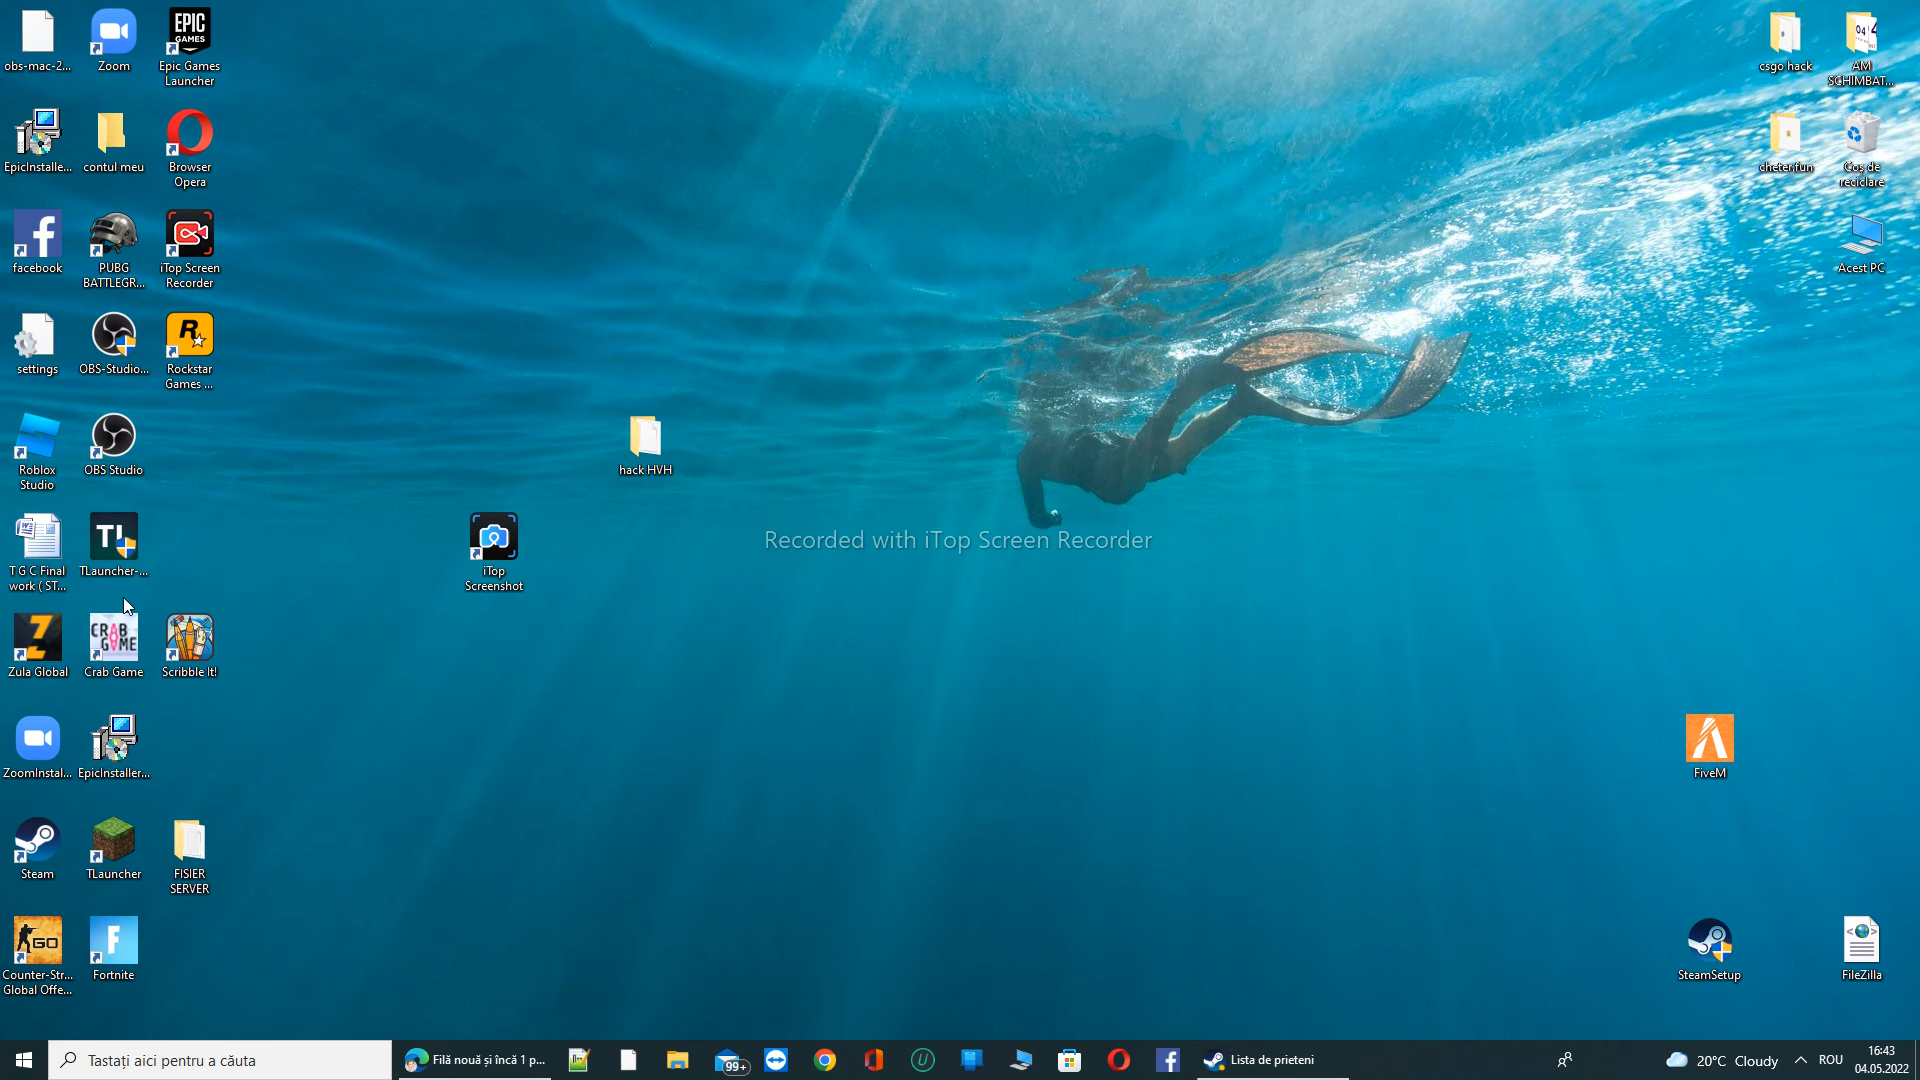 obs-mac-2...
Zoom
Epic Games
Launcher
EPIC
GAMES
EpicInstalle...
contul meu
Browser
Opera
facebook
PUBG
BATTLEGR...
iTop Screen
Recorder
settings
OBS-Studio...
Rockstar
Games ...
Roblox
Studio
OBS Studio
hack HVH
T G C Final
work ( ST...
TLauncher-...
TL
iTop
Screenshot
Recorded with iTop Screen Recorder
Zula Global
CRAB
GAME
Crab Game
Scribble It!
ZoomInstal...
EpicInstaller...
Steam
TLauncher
FISIER
SERVER
GO
Counter-Str...
Global Offe...
Fortnite
csgo hack
AM
SCHIMBAT...
cheter.fun
Coș de
reciclare
Acest PC
FiveM
SteamSetup
FileZilla
Tastați aici pentru a căuta
Filă nouă și încă 1 p...
99+
Lista de prieteni
20°C Cloudy
ROU
16:43
04.05.2022